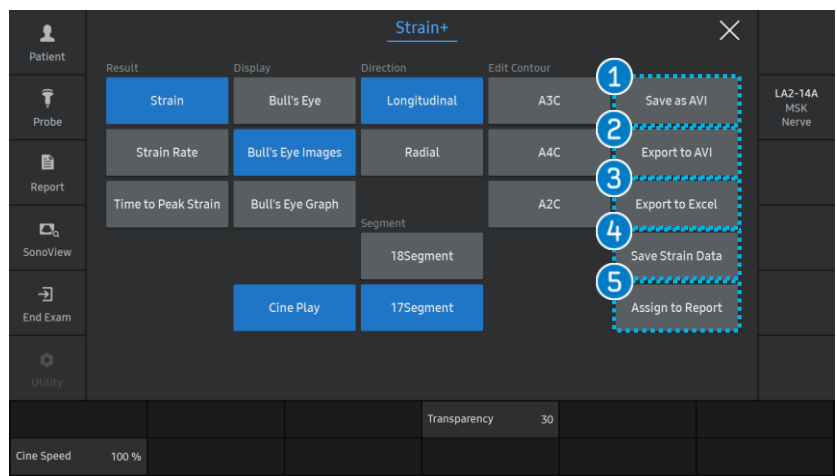 Strain+
Patient
Result Display Direction Edit Contour
1
Strain Bull's Eye Longitudinal A3C Save as AVI
LA2-14A
MSK
Nerve
Probe
2
Strain Rate Bull's Eye Images Radial A4C Export to AVI
3
Report
Time to Peak Strain Bull's Eye Graph A2C Export to Excel
Segment
4
SonoView
18Segment Save Strain Data
5
End Exam
Cine Play 17Segment Assign to Report
Utility
Transparency 30
Cine Speed 100 %